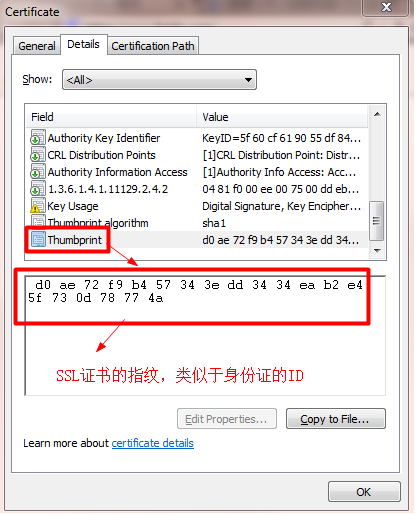 Certificate
General Details Certification Path
Show: <All>
Field Value
Authority Key Identifier KeyID=5f 60 cf 61 90 55 df 84...
CRL Distribution Points [1]CRL Distribution Point: Distr...
Authority Information Access [1]Authority Info Access: Acc...
1.3.6.1.4.1.11129.2.4.2 04 81 f0 00 ee 00 75 00 dd eb...
Key Usage Digital Signature, Key Encipher...
Thumbprint algorithm sha1
Thumbprint d0 ae 72 f9 b4 57 34 3e dd 34...
d0 ae 72 f9 b4 57 34 3e dd 34 34 ea b2 e4
5f 73 0d 78 77 4a
SSL证书的指纹，类似于身份证的ID
Edit Properties... Copy to File...
Learn more about certificate details
OK